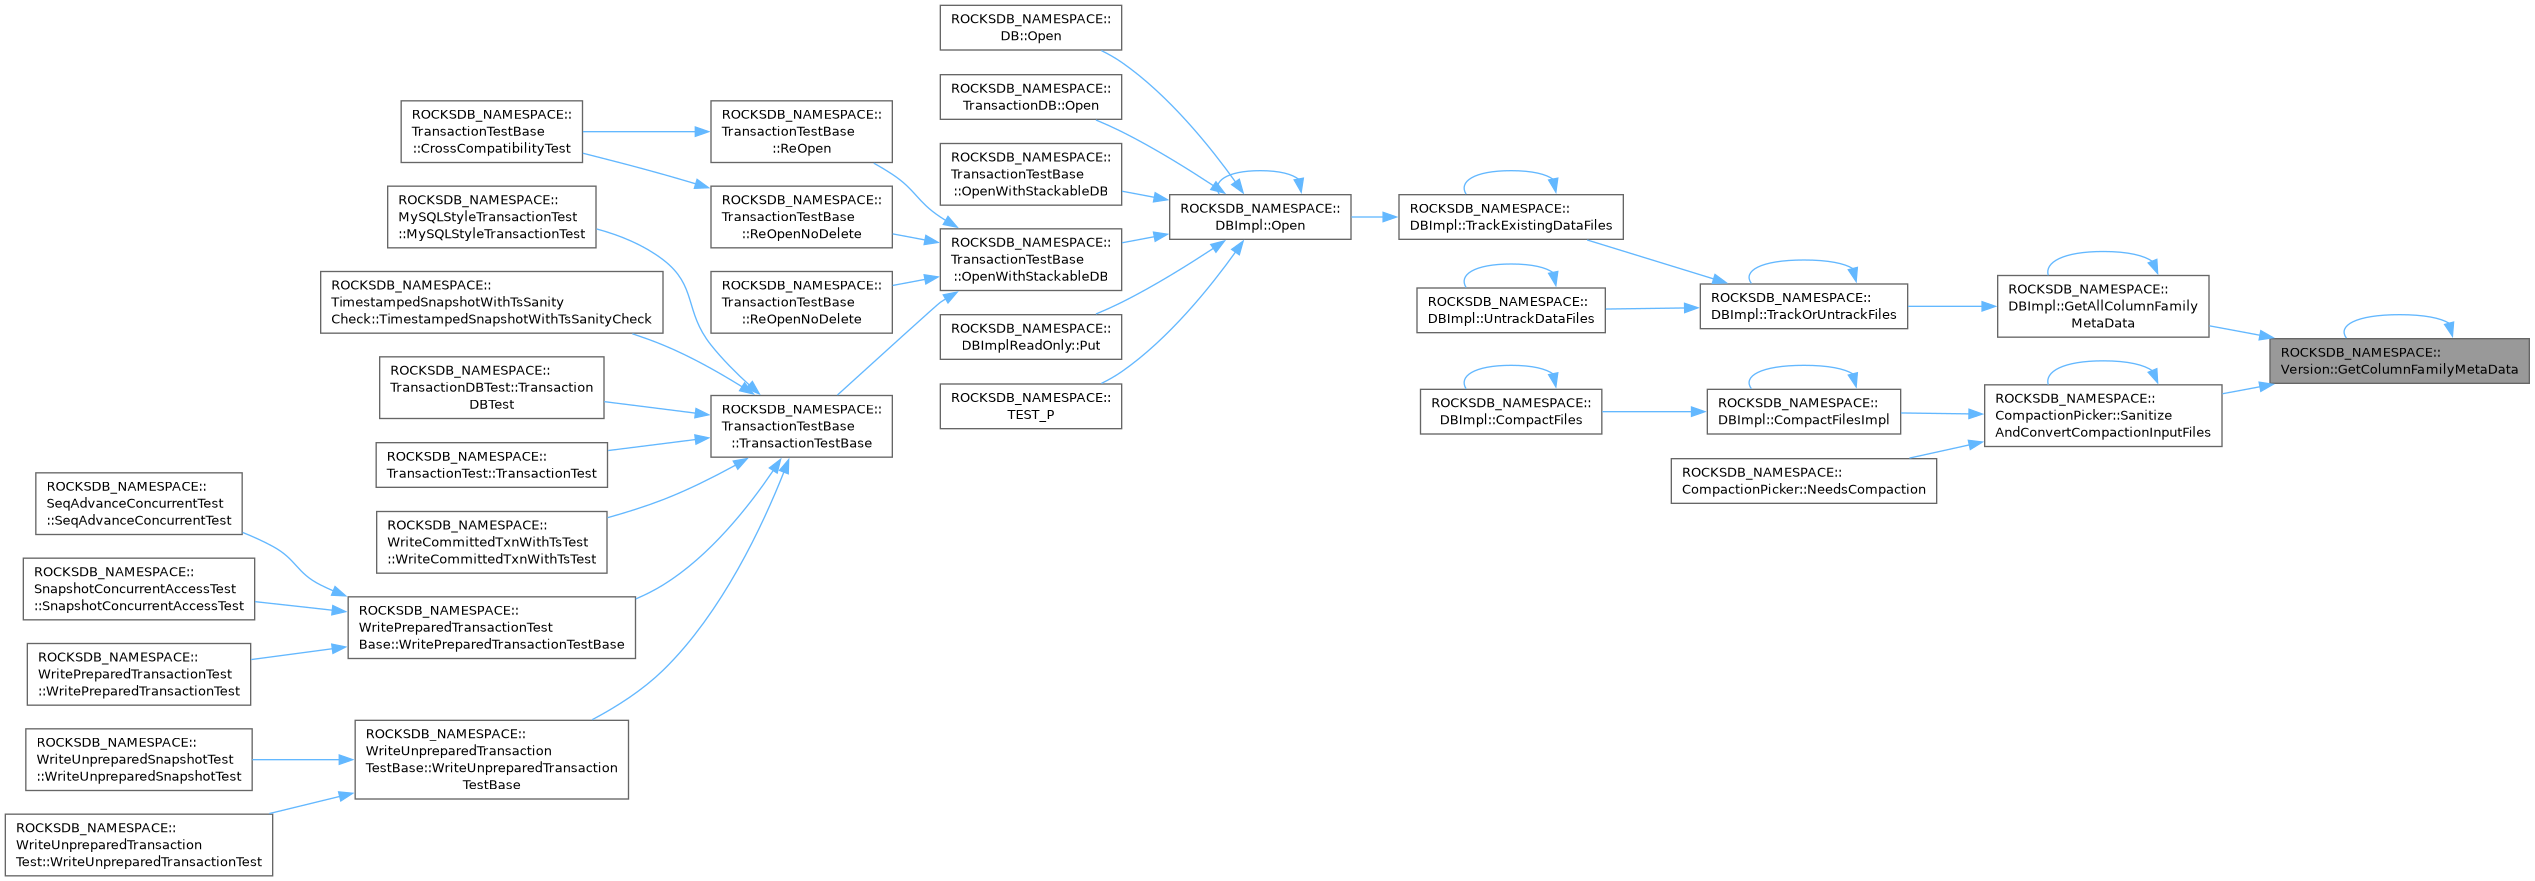 ROCKSDB_NAMESPACE::
DB::Open
ROCKSDB_NAMESPACE::
TransactionDB::Open
ROCKSDB_NAMESPACE::
TransactionTestBase
::CrossCompatibilityTest
ROCKSDB_NAMESPACE::
TransactionTestBase
::ReOpen
ROCKSDB_NAMESPACE::
TransactionTestBase
::OpenWithStackableDB
ROCKSDB_NAMESPACE::
MySQLStyleTransactionTest
::MySQLStyleTransactionTest
ROCKSDB_NAMESPACE::
TransactionTestBase
::ReOpenNoDelete
ROCKSDB_NAMESPACE::
DBImpl::Open
ROCKSDB_NAMESPACE::
DBImpl::TrackExistingDataFiles
ROCKSDB_NAMESPACE::
TransactionTestBase
::OpenWithStackableDB
ROCKSDB_NAMESPACE::
TimestampedSnapshotWithTsSanity
Check::TimestampedSnapshotWithTsSanityCheck
ROCKSDB_NAMESPACE::
TransactionTestBase
::ReOpenNoDelete
ROCKSDB_NAMESPACE::
DBImpl::UntrackDataFiles
ROCKSDB_NAMESPACE::
DBImpl::TrackOrUntrackFiles
ROCKSDB_NAMESPACE::
DBImpl::GetAllColumnFamily
MetaData
ROCKSDB_NAMESPACE::
DBImplReadOnly::Put
ROCKSDB_NAMESPACE::
Version::GetColumnFamilyMetaData
ROCKSDB_NAMESPACE::
TransactionDBTest::Transaction
DBTest
ROCKSDB_NAMESPACE::
TEST_P
ROCKSDB_NAMESPACE::
DBImpl::CompactFiles
ROCKSDB_NAMESPACE::
DBImpl::CompactFilesImpl
ROCKSDB_NAMESPACE::
CompactionPicker::Sanitize
AndConvertCompactionInputFiles
ROCKSDB_NAMESPACE::
TransactionTestBase
::TransactionTestBase
ROCKSDB_NAMESPACE::
TransactionTest::TransactionTest
ROCKSDB_NAMESPACE::
CompactionPicker::NeedsCompaction
ROCKSDB_NAMESPACE::
SeqAdvanceConcurrentTest
::SeqAdvanceConcurrentTest
ROCKSDB_NAMESPACE::
WriteCommittedTxnWithTsTest
::WriteCommittedTxnWithTsTest
ROCKSDB_NAMESPACE::
SnapshotConcurrentAccessTest
::SnapshotConcurrentAccessTest
ROCKSDB_NAMESPACE::
WritePreparedTransactionTest
Base::WritePreparedTransactionTestBase
ROCKSDB_NAMESPACE::
WritePreparedTransactionTest
::WritePreparedTransactionTest
ROCKSDB_NAMESPACE::
WriteUnpreparedTransaction
TestBase::WriteUnpreparedTransaction
TestBase
ROCKSDB_NAMESPACE::
WriteUnpreparedSnapshotTest
::WriteUnpreparedSnapshotTest
ROCKSDB_NAMESPACE::
WriteUnpreparedTransaction
Test::WriteUnpreparedTransactionTest